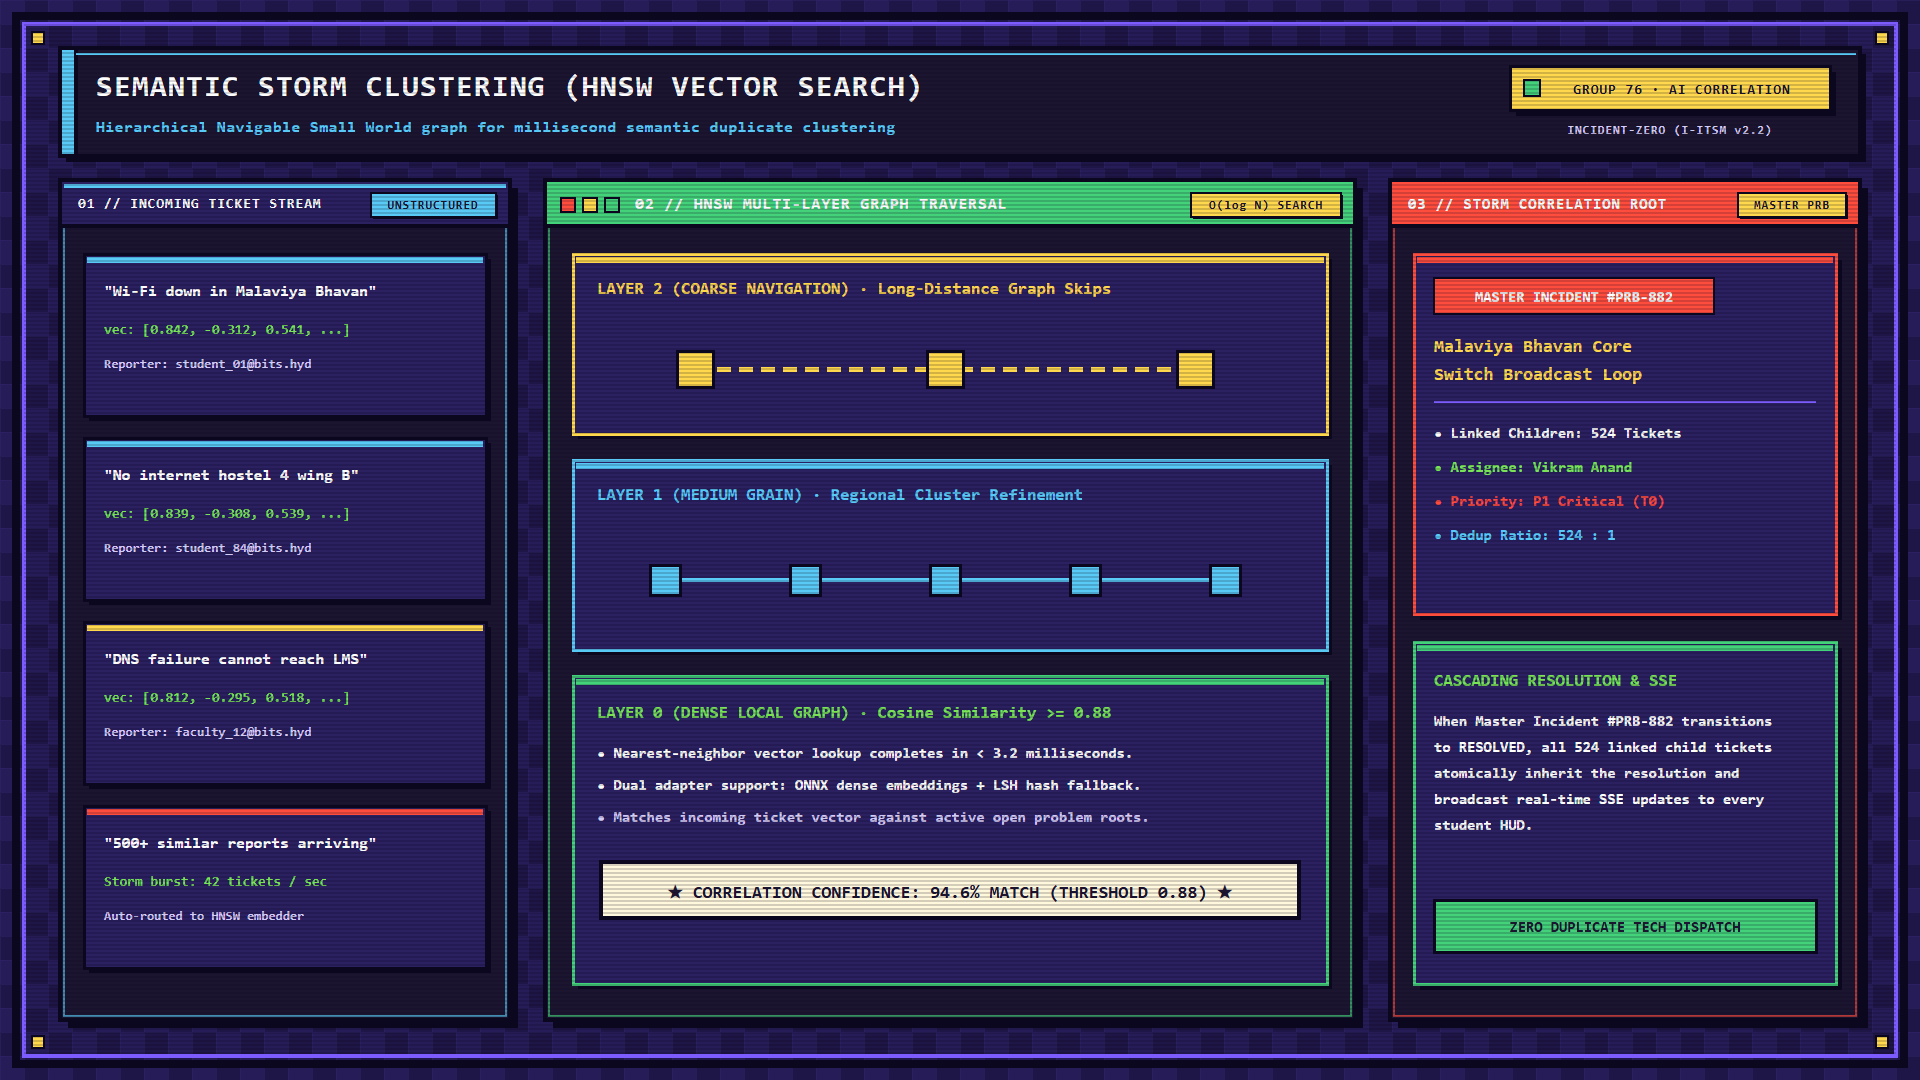 SEMANTIC STORM CLUSTERING (HNSW VECTOR SEARCH)
Hierarchical Navigable Small World graph for millisecond semantic duplicate clustering
GROUP 76 · AI CORRELATION
INCIDENT-ZERO (I-ITSM v2.2)
01 // INCOMING TICKET STREAM
UNSTRUCTURED
"Wi-Fi down in Malaviya Bhavan"
vec: [0.842, -0.312, 0.541, ...]
Reporter: student_01@bits.hyd
"No internet hostel 4 wing B"
vec: [0.839, -0.308, 0.539, ...]
Reporter: student_84@bits.hyd
"DNS failure cannot reach LMS"
vec: [0.812, -0.295, 0.518, ...]
Reporter: faculty_12@bits.hyd
"500+ similar reports arriving"
Storm burst: 42 tickets / sec
Auto-routed to HNSW embedder
02 // HNSW MULTI-LAYER GRAPH TRAVERSAL
O(log N) SEARCH
LAYER 2 (COARSE NAVIGATION) · Long-Distance Graph Skips
LAYER 1 (MEDIUM GRAIN) · Regional Cluster Refinement
LAYER 0 (DENSE LOCAL GRAPH) · Cosine Similarity >= 0.88
• Nearest-neighbor vector lookup completes in < 3.2 milliseconds.
• Dual adapter support: ONNX dense embeddings + LSH hash fallback.
• Matches incoming ticket vector against active open problem roots.
★ CORRELATION CONFIDENCE: 94.6% MATCH (THRESHOLD 0.88) ★
03 // STORM CORRELATION ROOT
MASTER PRB
MASTER INCIDENT #PRB-882
Malaviya Bhavan Core
Switch Broadcast Loop
• Linked Children: 524 Tickets
• Assignee: Vikram Anand
• Priority: P1 Critical (T0)
• Dedup Ratio: 524 : 1
CASCADING RESOLUTION & SSE
When Master Incident #PRB-882 transitions
to RESOLVED, all 524 linked child tickets
atomically inherit the resolution and
broadcast real-time SSE updates to every
student HUD.
ZERO DUPLICATE TECH DISPATCH